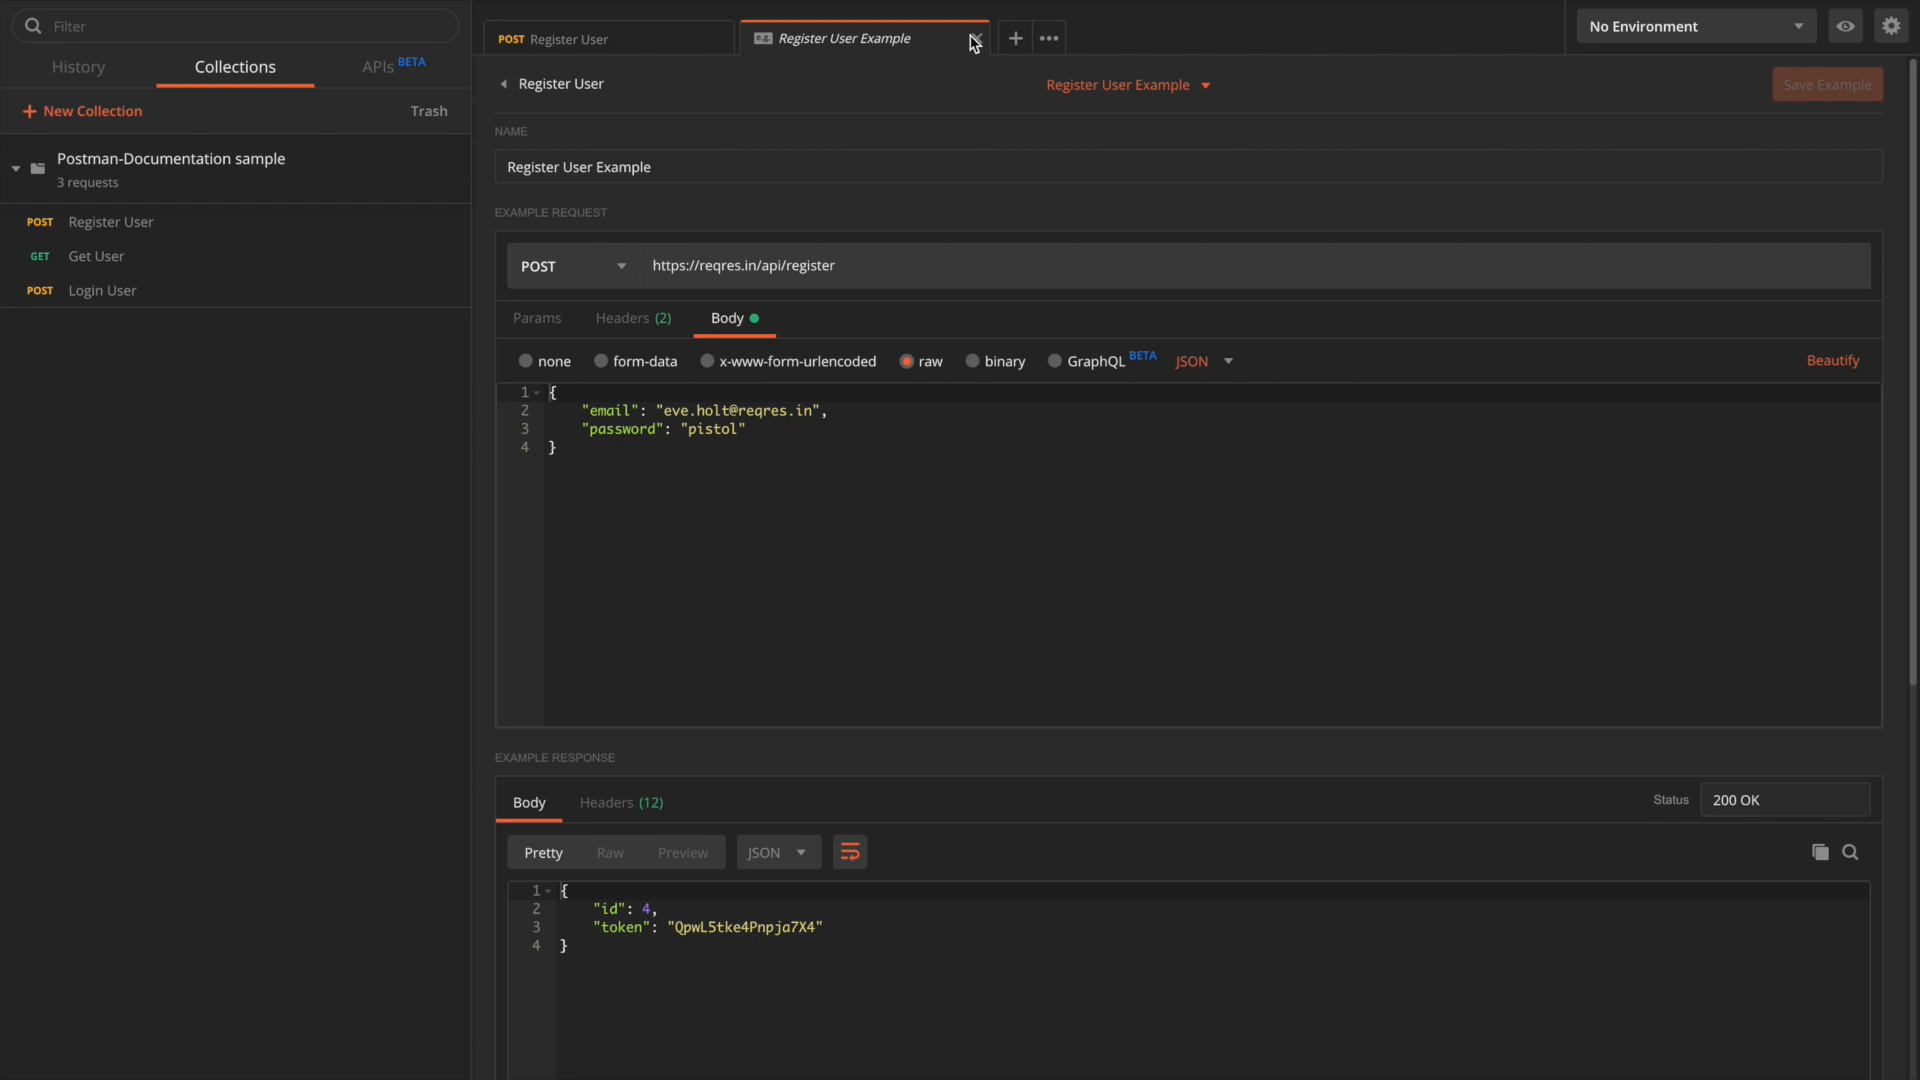 Filter
History Collections APIs BETA
+ New Collection Trash
Postman-Documentation sample
3 requests
POST Register User
GET Get User
POST Login User
POST Register User
e.g. Register User Example
No Environment
Register User
Register User Example
Save Example
NAME
Register User Example
EXAMPLE REQUEST
POST https://reqres.in/api/register
Params Headers (2) Body
none form-data x-www-form-urlencoded raw binary GraphQL BETA JSON Beautify
1 {
2 "email": "eve.holt@reqres.in",
3 "password": "pistol"
4 }
EXAMPLE RESPONSE
Body Headers (12) Status 200 OK
Pretty Raw Preview JSON
1 {
2 "id": 4,
3 "token": "QpwL5tke4Pnpja7X4"
4 }